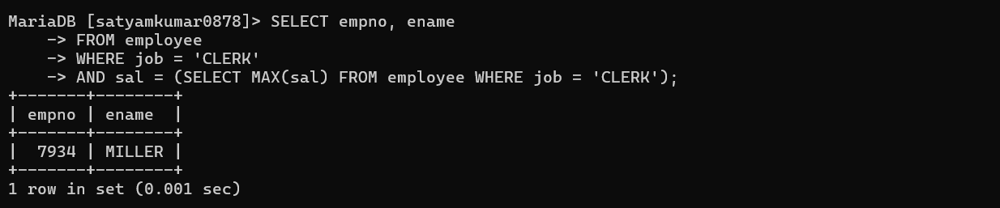 MariaDB [satyamkumar0878]> SELECT empno, ename
    -> FROM employee
    -> WHERE job = 'CLERK'
    -> AND sal = (SELECT MAX(sal) FROM employee WHERE job = 'CLERK');
+-------+--------+
| empno | ename  |
+-------+--------+
|  7934 | MILLER |
+-------+--------+
1 row in set (0.001 sec)